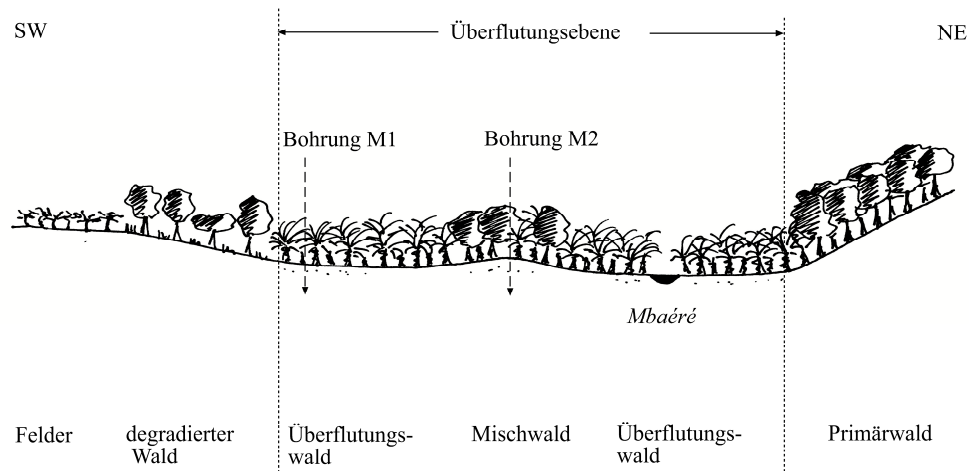 SW
Überflutungsebene
NE
Bohrung M1
Bohrung M2
Mbaéré
Felder
degradierter
Wald
Überflutungs-
wald
Mischwald
Überflutungs-
wald
Primärwald